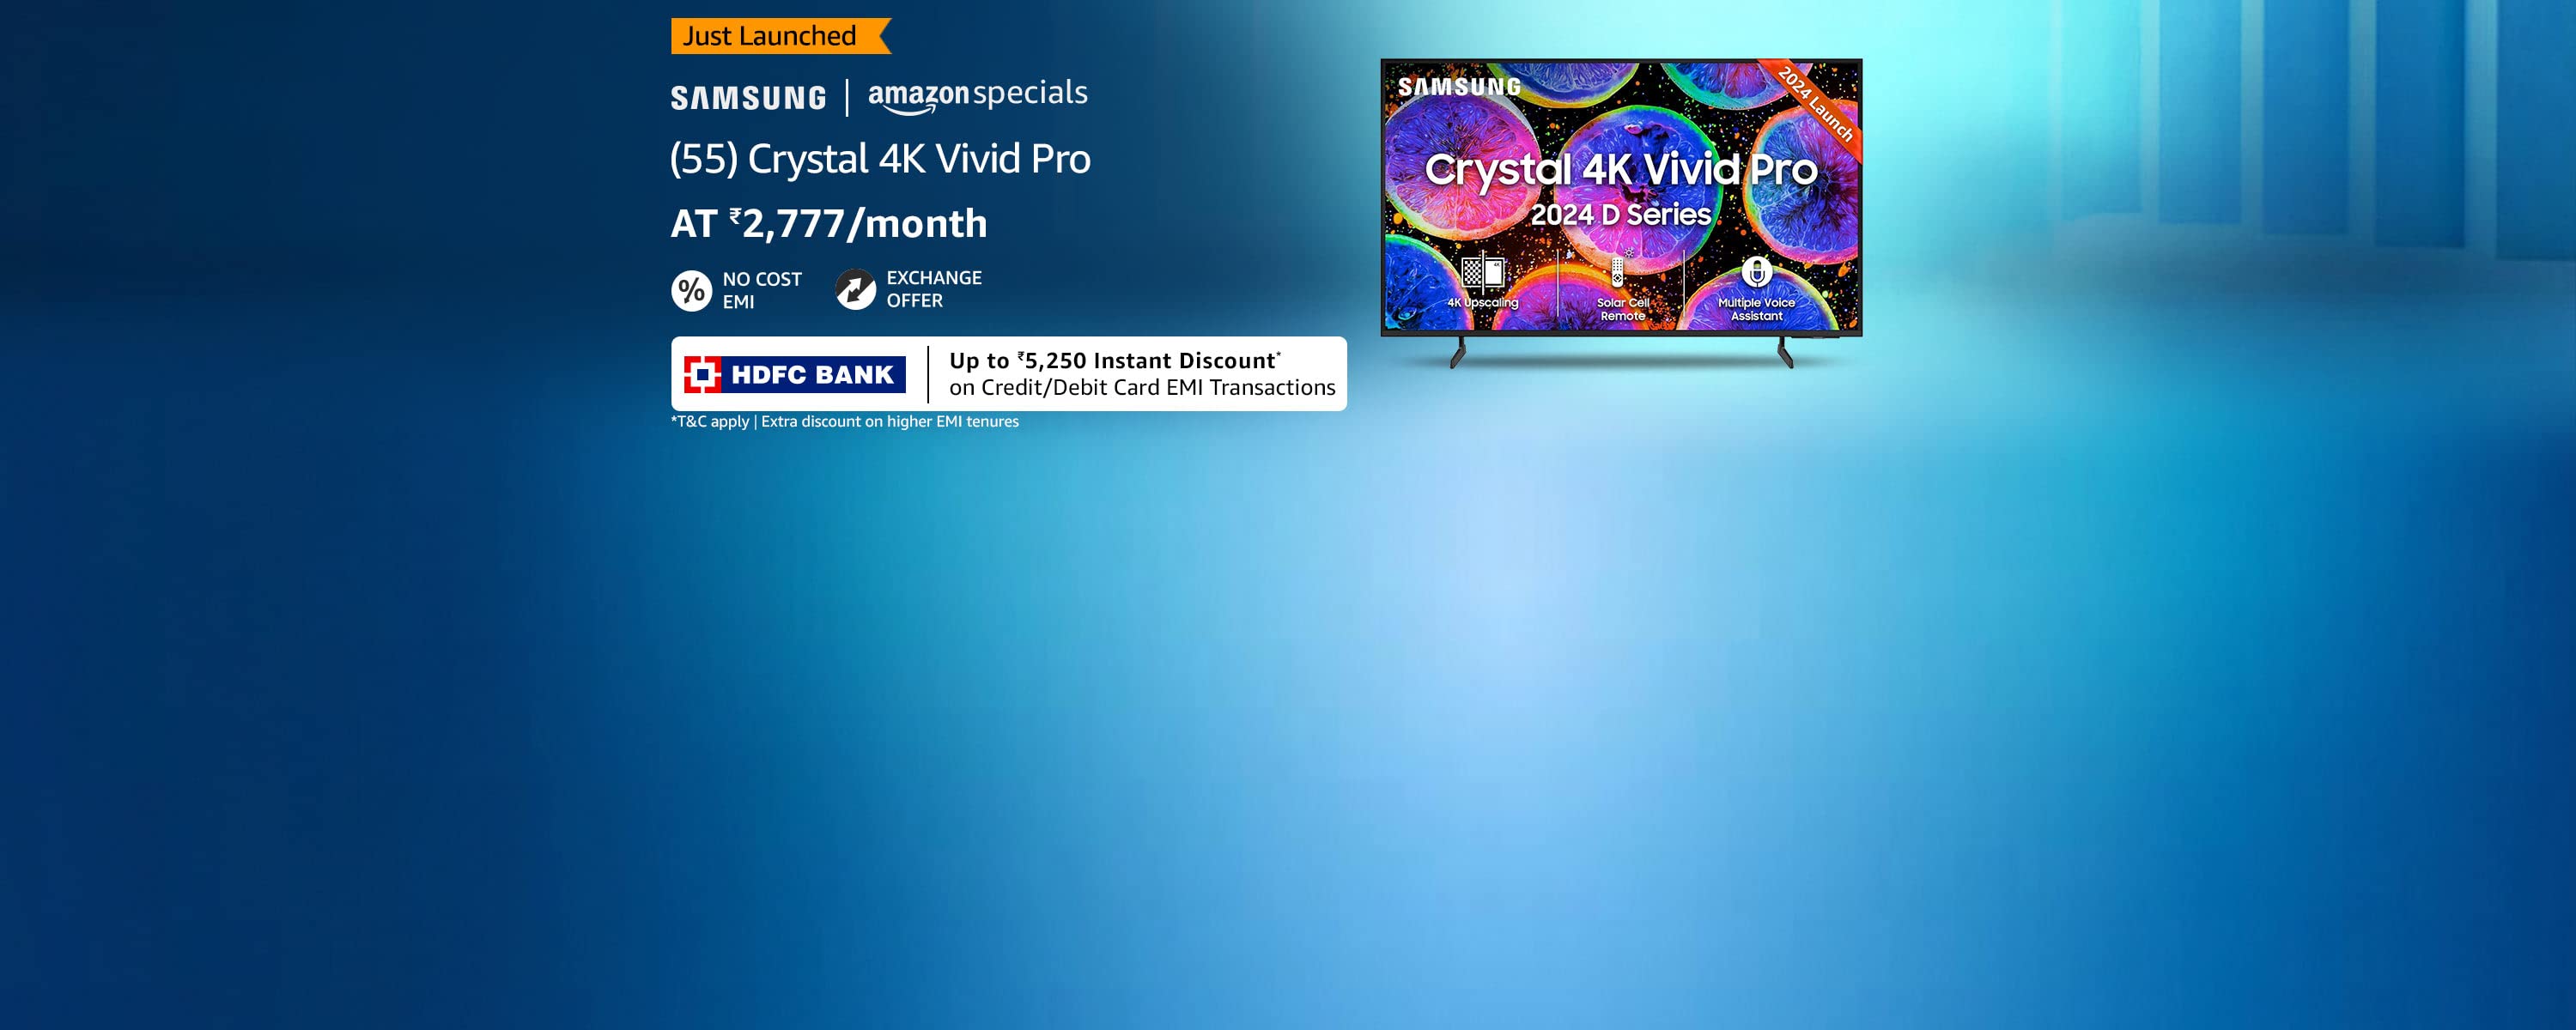 Just Launched
SAMSUNG | amazon specials
(55) Crystal 4K Vivid Pro
AT ₹2,777/month
% NO COST
EMI
EXCHANGE
OFFER
HDFC BANK
Up to ₹5,250 Instant Discount*
on Credit/Debit Card EMI Transactions
*T&C apply | Extra discount on higher EMI tenures
SAMSUNG
2024 Launch
Crystal 4K Vivid Pro
2024 D Series
4K Upscaling
Solar Cell
Remote
Multiple Voice
Assistant